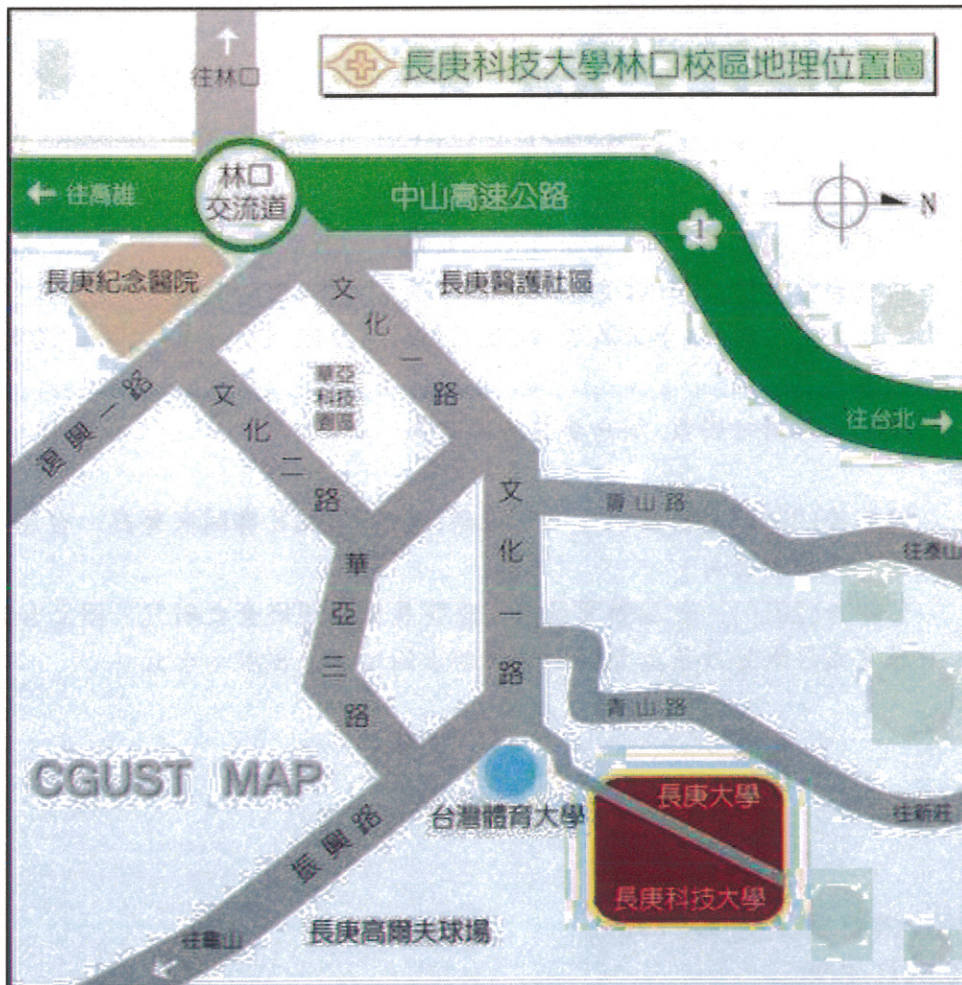 往林口
長庚科技大學林口校區地理位置圖
林口
交流道
往高雄
中山高速公路
1
N
長庚紀念醫院
長庚醫護社區
文化一路
華亞
科技
園區
復興一路
文化二路
往台北
文化一路
壽山路
往泰山
華亞三路
青山路
CGUST MAP
長庚大學
往新莊
台灣體育大學
振興路
長庚科技大學
往龜山
長庚高爾夫球場